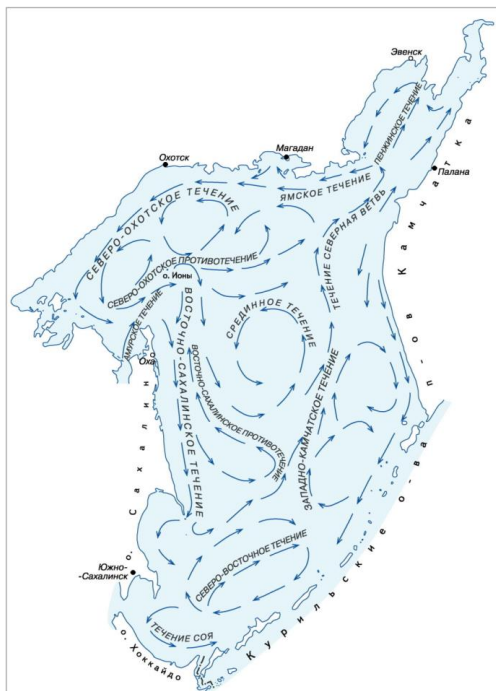 Эвенск
ПЕНЖИНСКОЕ ТЕЧЕНИЕ
Магадан
Охотск
Палана
ЯМСКОЕ ТЕЧЕНИЕ
СЕВЕРО-ОХОТСКОЕ ТЕЧЕНИЕ
ТЕЧЕНИЕ СЕВЕРНАЯ ВЕТВЬ
п-ов Камчатка
СЕВЕРО-ОХОТСКОЕ ПРОТИВОТЕЧЕНИЕ
о. Ионы
АМУРСКОЕ ТЕЧЕНИЕ
СРЕДИННОЕ ТЕЧЕНИЕ
Оха
ВОСТОЧНО-САХАЛИНСКОЕ ТЕЧЕНИЕ
ВОСТОЧНО-САХАЛИНСКОЕ ПРОТИВОТЕЧЕНИЕ
ЗАПАДНО-КАМЧАТСКОЕ ТЕЧЕНИЕ
о. Сахалин
Курильские о-ва
СЕВЕРО-ВОСТОЧНОЕ ТЕЧЕНИЕ
Южно-
-Сахалинск
ТЕЧЕНИЕ СОЯ
о. Хоккайдо